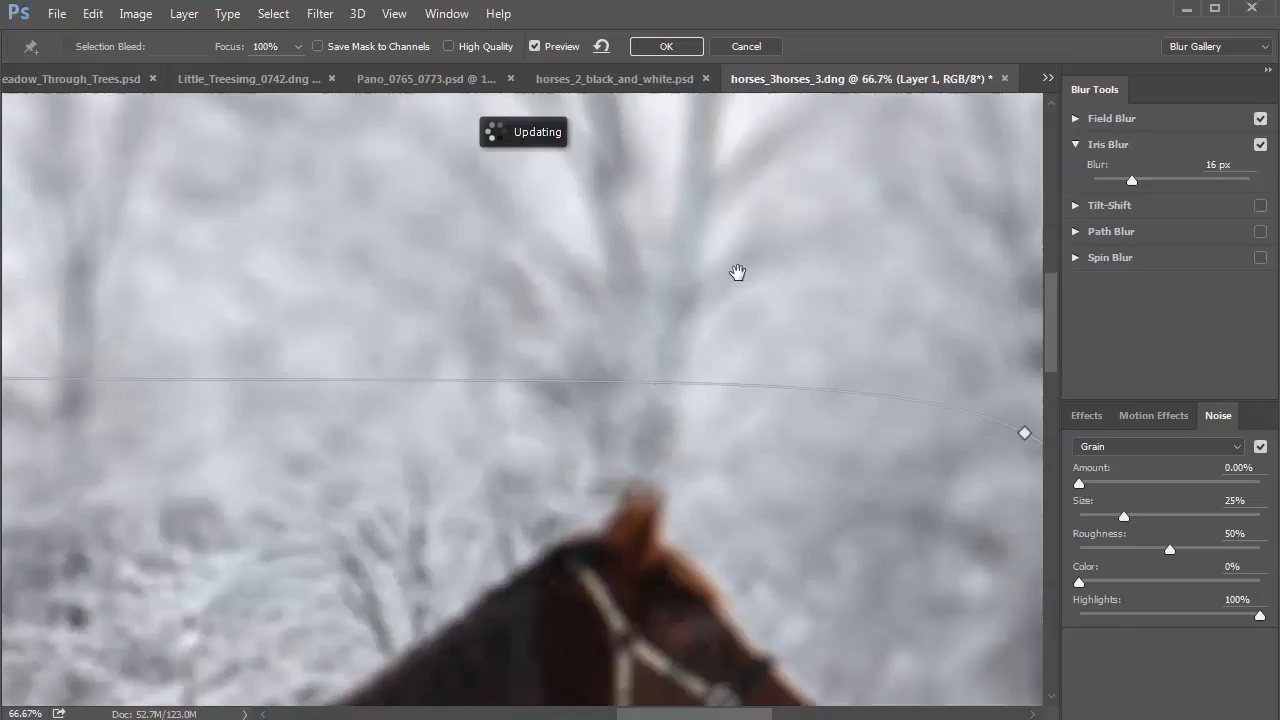 Ps File Edit Image Layer Type Select Filter 3D View Window Help
Selection Bleed: Focus: 100% Save Mask to Channels High Quality Preview OK Cancel Blur Gallery
eadow_Through_Trees.psd × Little_Treesimg_0742.dng ... × Pano_0765_0773.psd @ 1... × horses_2_black_and_white.psd × horses_3horses_3.dng @ 66.7% (Layer 1, RGB/8*) * ×
Updating
Blur Tools
Field Blur
Iris Blur
Blur: 16 px
Tilt-Shift
Path Blur
Spin Blur
Effects Motion Effects Noise
Grain
Amount: 0.00%
Size: 25%
Roughness: 50%
Color: 0%
Highlights: 100%
66.67% Doc: 52.7M/123.0M